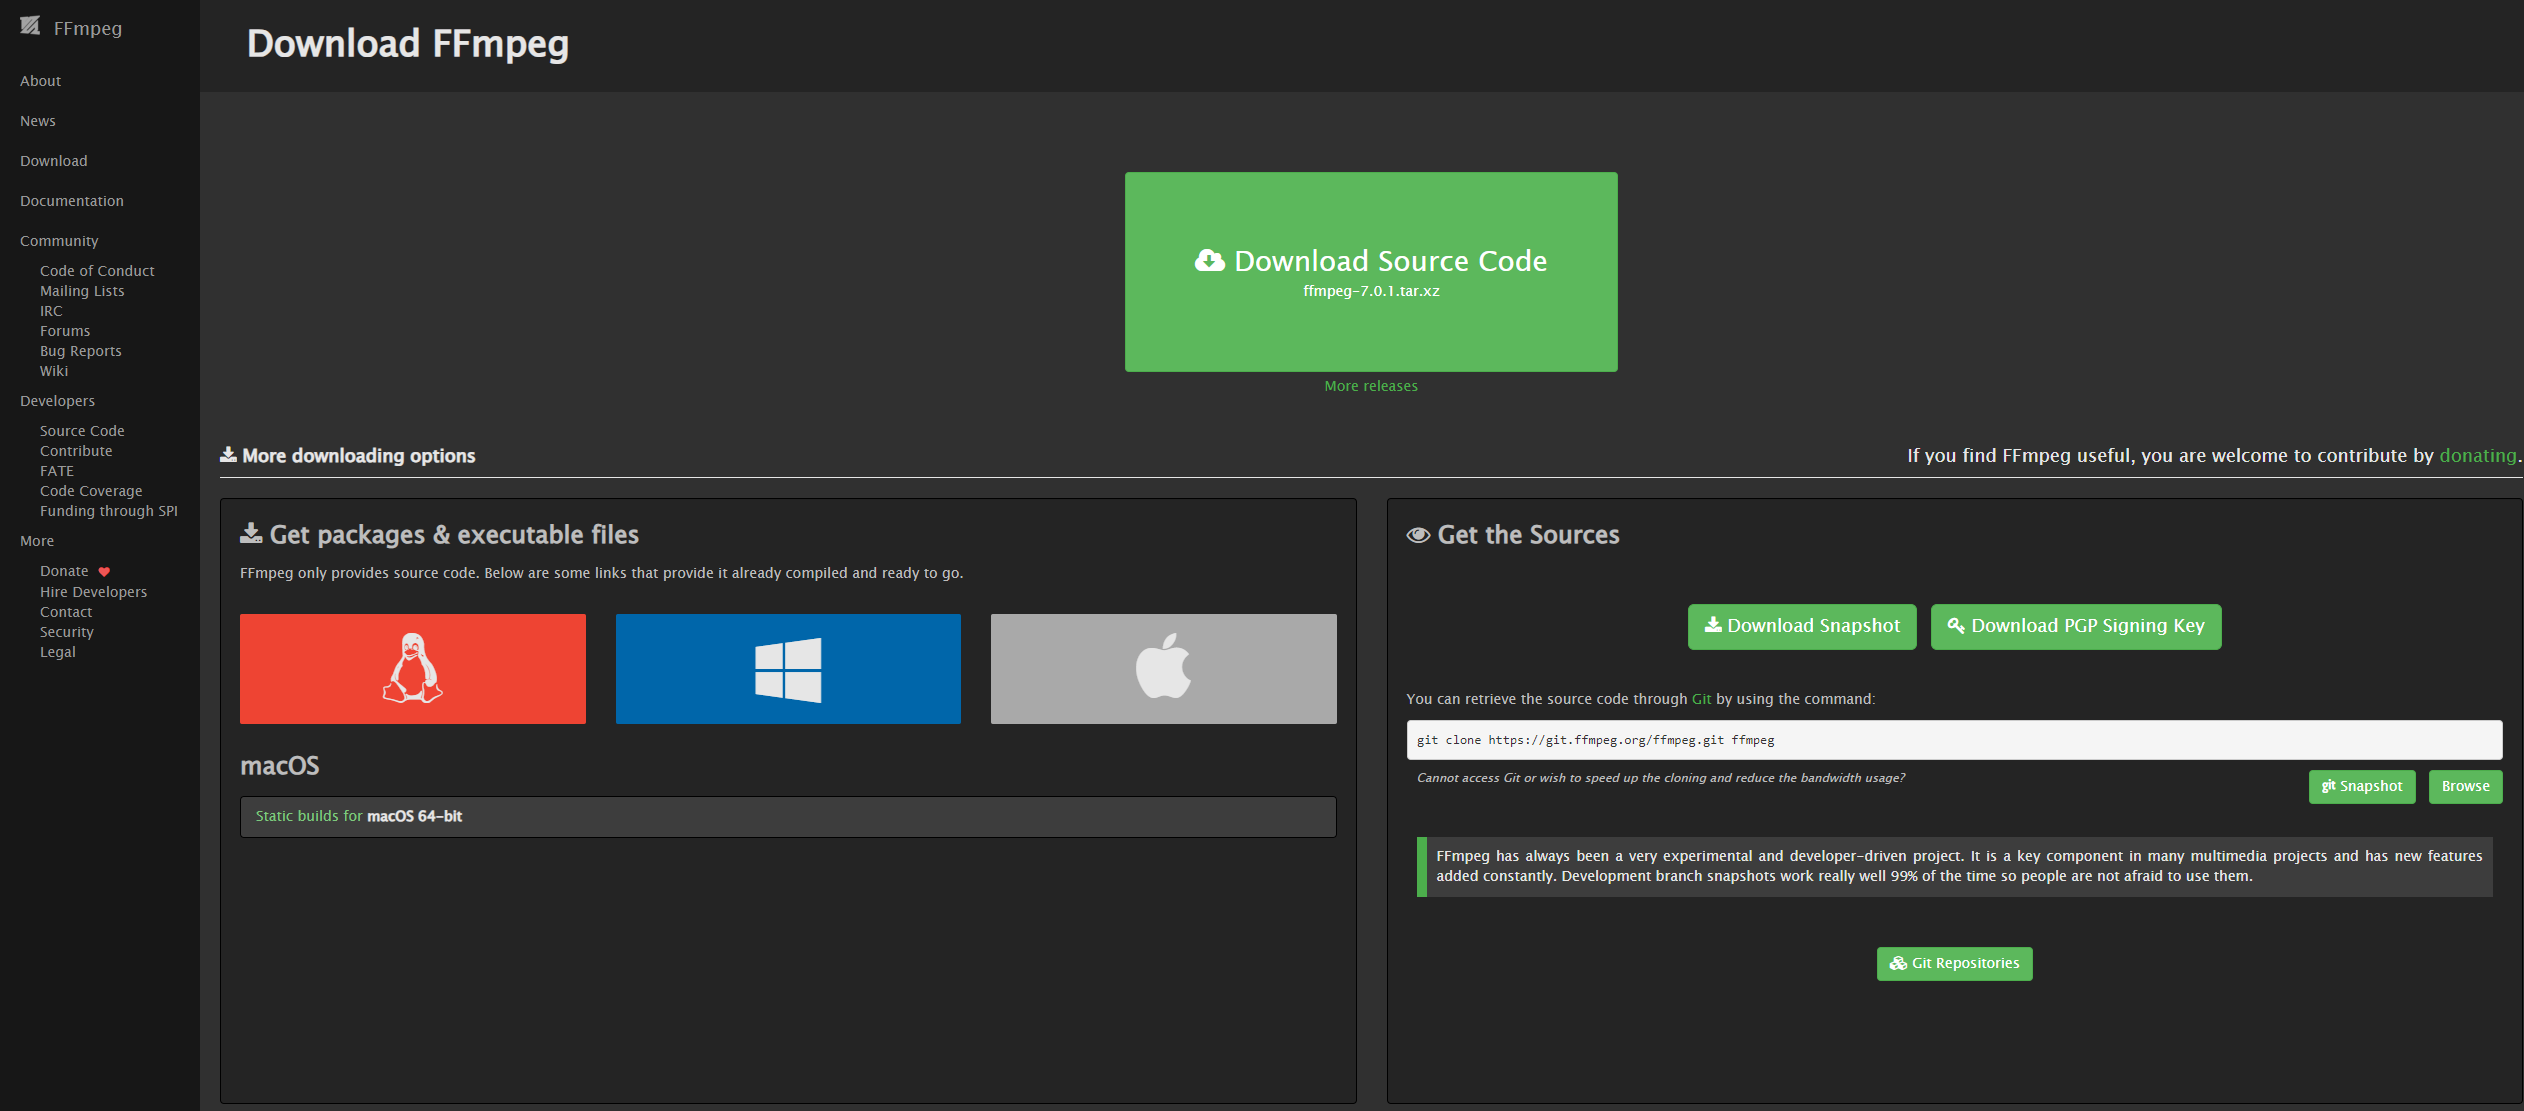 FFmpeg
About
News
Download
Documentation
Community
Code of Conduct
Mailing Lists
IRC
Forums
Bug Reports
Wiki
Developers
Source Code
Contribute
FATE
Code Coverage
Funding through SPI
More
Donate
Hire Developers
Contact
Security
Legal
Download FFmpeg
Download Source Code
ffmpeg-7.0.1.tar.xz
More releases
More downloading options
If you find FFmpeg useful, you are welcome to contribute by donating.
Get packages & executable files
FFmpeg only provides source code. Below are some links that provide it already compiled and ready to go.
macOS
Static builds for macOS 64-bit
Get the Sources
Download Snapshot
Download PGP Signing Key
You can retrieve the source code through Git by using the command:
git clone https://git.ffmpeg.org/ffmpeg.git ffmpeg
Cannot access Git or wish to speed up the cloning and reduce the bandwidth usage?
git Snapshot
Browse
FFmpeg has always been a very experimental and developer-driven project. It is a key component in many multimedia projects and has new features
added constantly. Development branch snapshots work really well 99% of the time so people are not afraid to use them.
Git Repositories